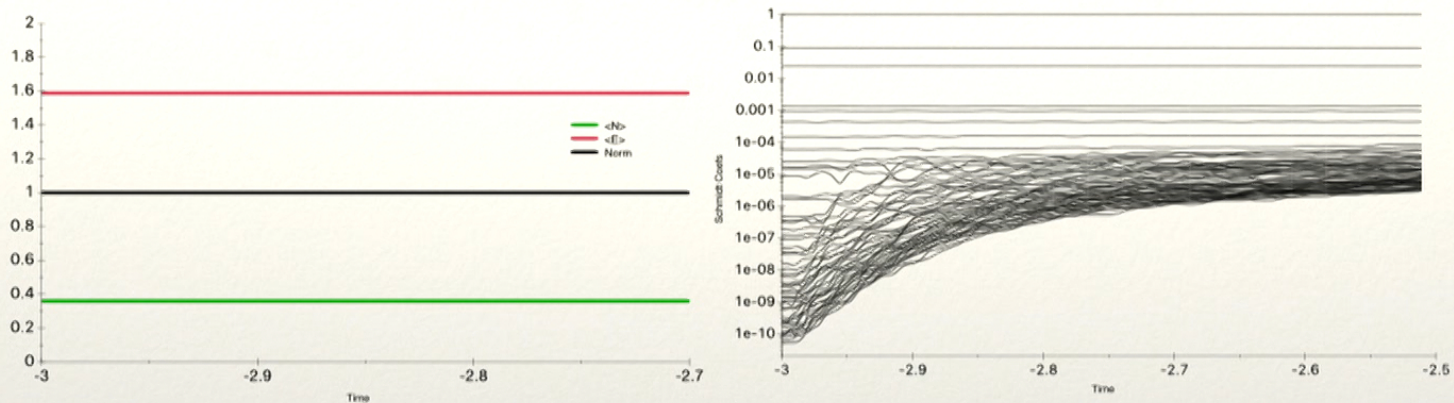 2
1.8
1.6
1.4
1.2
1
0.8
0.6
0.4
0.2
0
-3
-2.9
-2.8
-2.7
Time
<N>
<E>
Norm
1
0.1
0.01
0.001
1e-04
1e-05
1e-06
1e-07
1e-08
1e-09
1e-10
Schmidt Coefs
-3
-2.9
-2.8
-2.7
-2.6
-2.5
Time